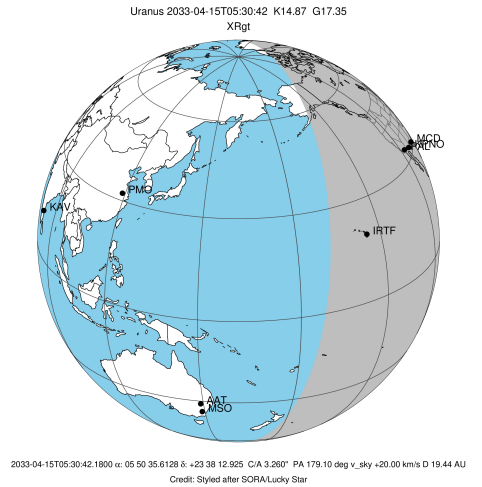 Uranus 2033-04-15T05:30:42 K14.87 G17.35
XRgt
MCD
KAV
PMO
IRTF
AAT
MSO
2033-04-15T05:30:42.1800 α: 05 50 35.6128 δ: +23 38 12.925 C/A 3.260" PA 179.10 deg v_sky +20.00 km/s D 19.44 AU
Credit: Styled after SORA/Lucky Star